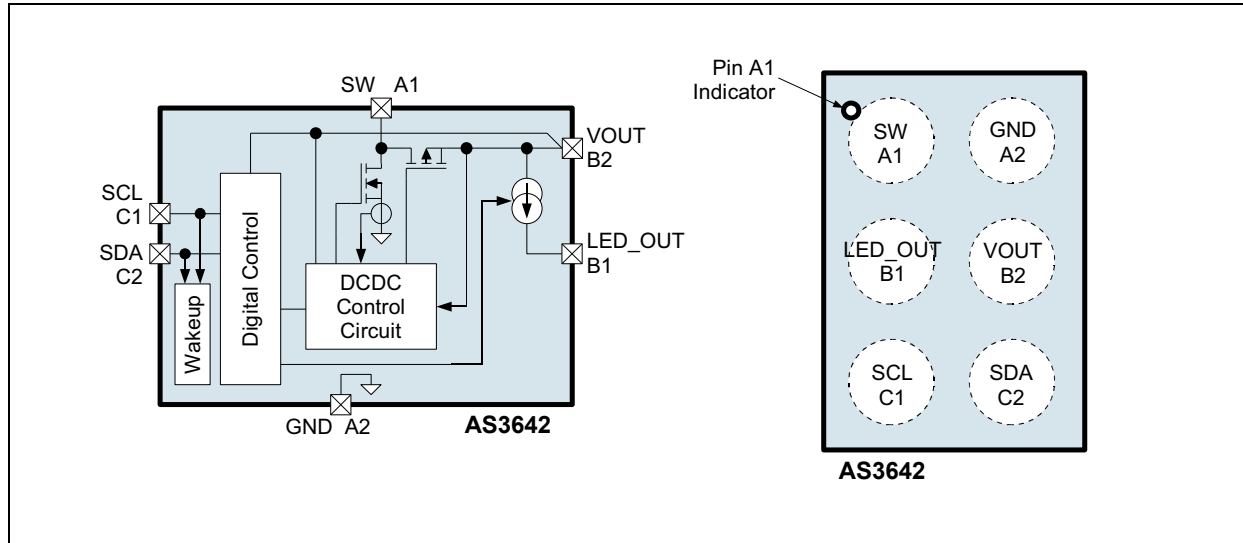 SW A1
VOUT
B2
SCL
C1
SDA
C2
Wakeup
Digital Control
DCDC
Control
Circuit
LED_OUT
B1
GND A2
AS3642
Pin A1
Indicator
SW
A1
GND
A2
LED_OUT
B1
VOUT
B2
SCL
C1
SDA
C2
AS3642